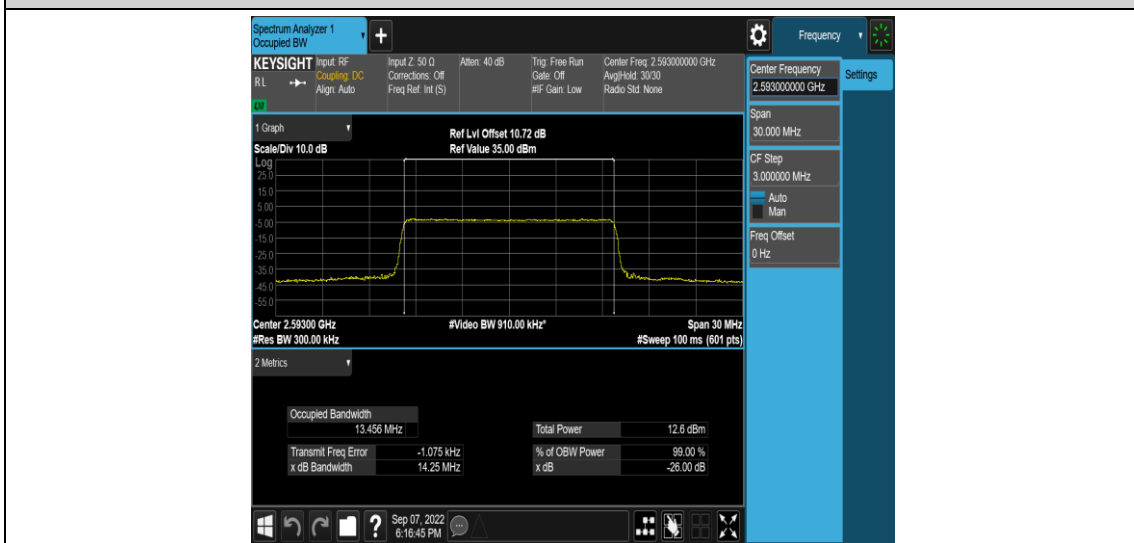 Spectrum Analyzer 1
Occupied BW
+
Frequency
KEYSIGHT
RL
LXI
Input: RF
Coupling: DC
Align: Auto
Input Z: 50 Ω
Corrections: Off
Freq Ref: Int (S)
Atten: 40 dB
Trig: Free Run
Gate: Off
#IF Gain: Low
Center Freq: 2.593000000 GHz
Avg|Hold: 30/30
Radio Std: None
Center Frequency
2.593000000 GHz
Settings
Span
30.000 MHz
CF Step
3.000000 MHz
Auto
Man
Freq Offset
0 Hz
1 Graph
Scale/Div 10.0 dB
Ref Lvl Offset 10.72 dB
Ref Value 35.00 dBm
Log
25.0
15.0
5.00
-5.00
-15.0
-25.0
-35.0
-45.0
-55.0
Center 2.59300 GHz
#Video BW 910.00 kHz*
Span 30 MHz
#Res BW 300.00 kHz
#Sweep 100 ms (601 pts)
2 Metrics
Occupied Bandwidth
13.456 MHz
Total Power 12.6 dBm
Transmit Freq Error -1.075 kHz
% of OBW Power 99.00 %
x dB Bandwidth 14.25 MHz
x dB -26.00 dB
?
Sep 07, 2022
6:16:45 PM